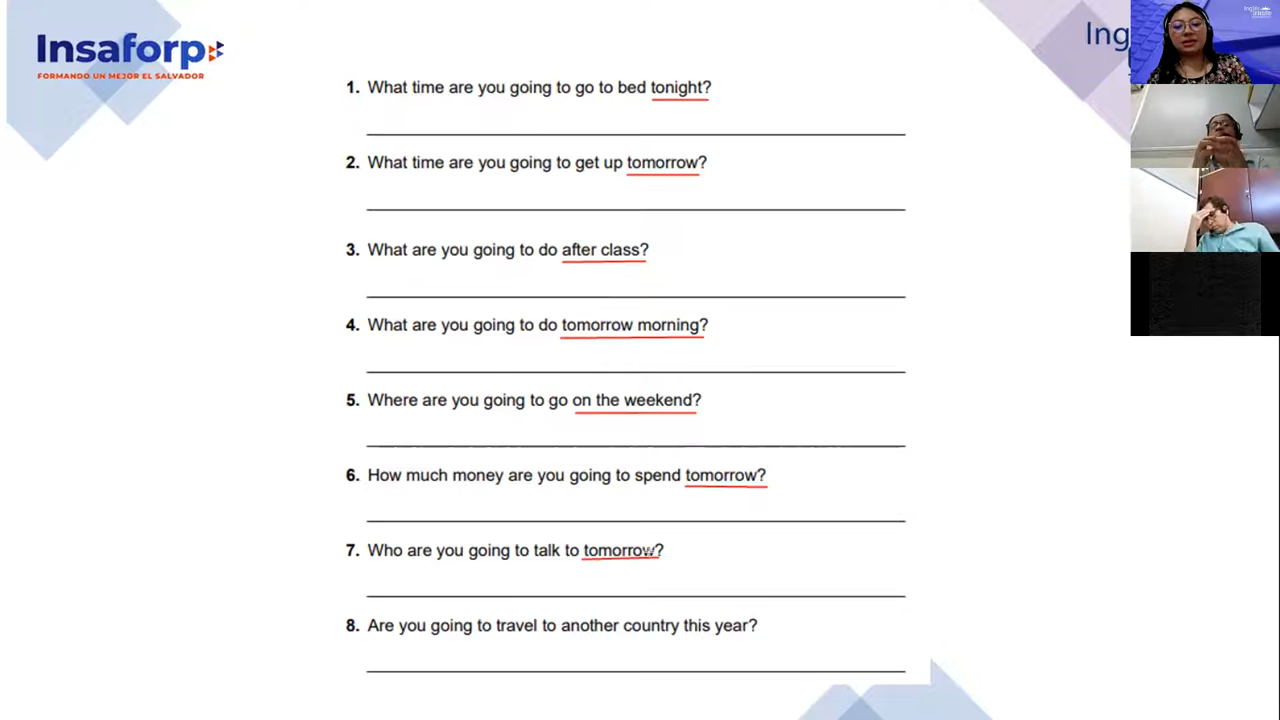 Insaforp
FORMANDO UN MEJOR EL SALVADOR
Ing
1. What time are you going to go to bed tonight?
2. What time are you going to get up tomorrow?
3. What are you going to do after class?
4. What are you going to do tomorrow morning?
5. Where are you going to go on the weekend?
6. How much money are you going to spend tomorrow?
7. Who are you going to talk to tomorrow?
8. Are you going to travel to another country this year?